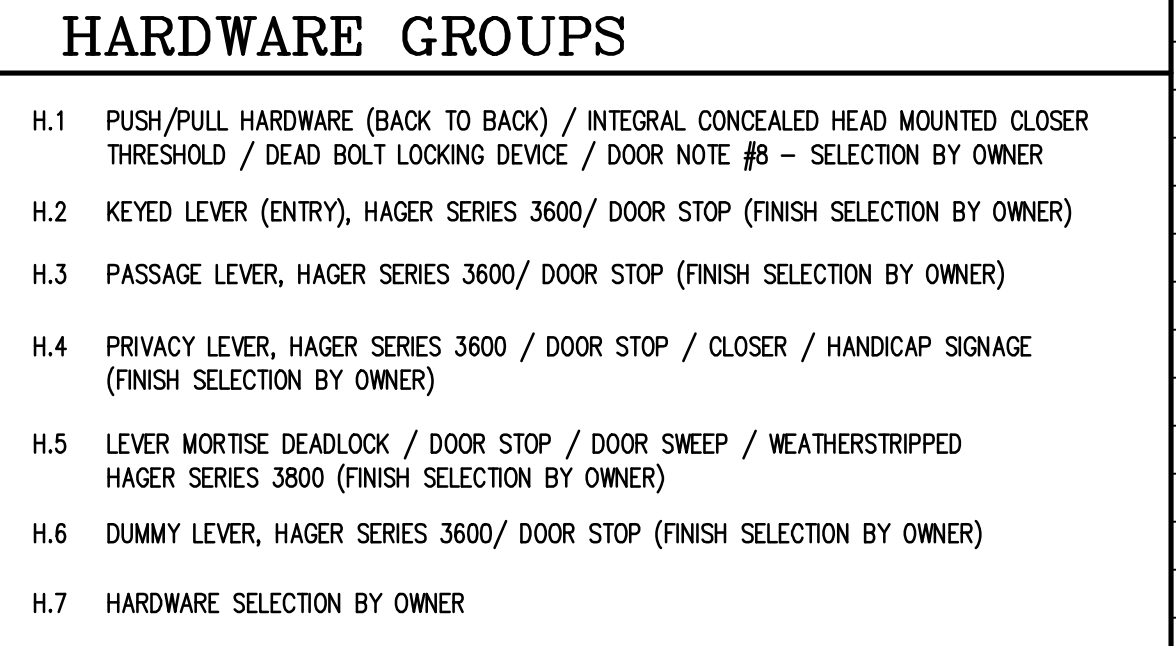 HARDWARE GROUPS
H.1 PUSH/PULL HARDWARE (BACK TO BACK) / INTEGRAL CONCEALED HEAD MOUNTED CLOSER
THRESHOLD / DEAD BOLT LOCKING DEVICE / DOOR NOTE #8 – SELECTION BY OWNER
H.2 KEYED LEVER (ENTRY), HAGER SERIES 3600/ DOOR STOP (FINISH SELECTION BY OWNER)
H.3 PASSAGE LEVER, HAGER SERIES 3600/ DOOR STOP (FINISH SELECTION BY OWNER)
H.4 PRIVACY LEVER, HAGER SERIES 3600 / DOOR STOP / CLOSER / HANDICAP SIGNAGE
(FINISH SELECTION BY OWNER)
H.5 LEVER MORTISE DEADLOCK / DOOR STOP / DOOR SWEEP / WEATHERSTRIPPED
HAGER SERIES 3800 (FINISH SELECTION BY OWNER)
H.6 DUMMY LEVER, HAGER SERIES 3600/ DOOR STOP (FINISH SELECTION BY OWNER)
H.7 HARDWARE SELECTION BY OWNER